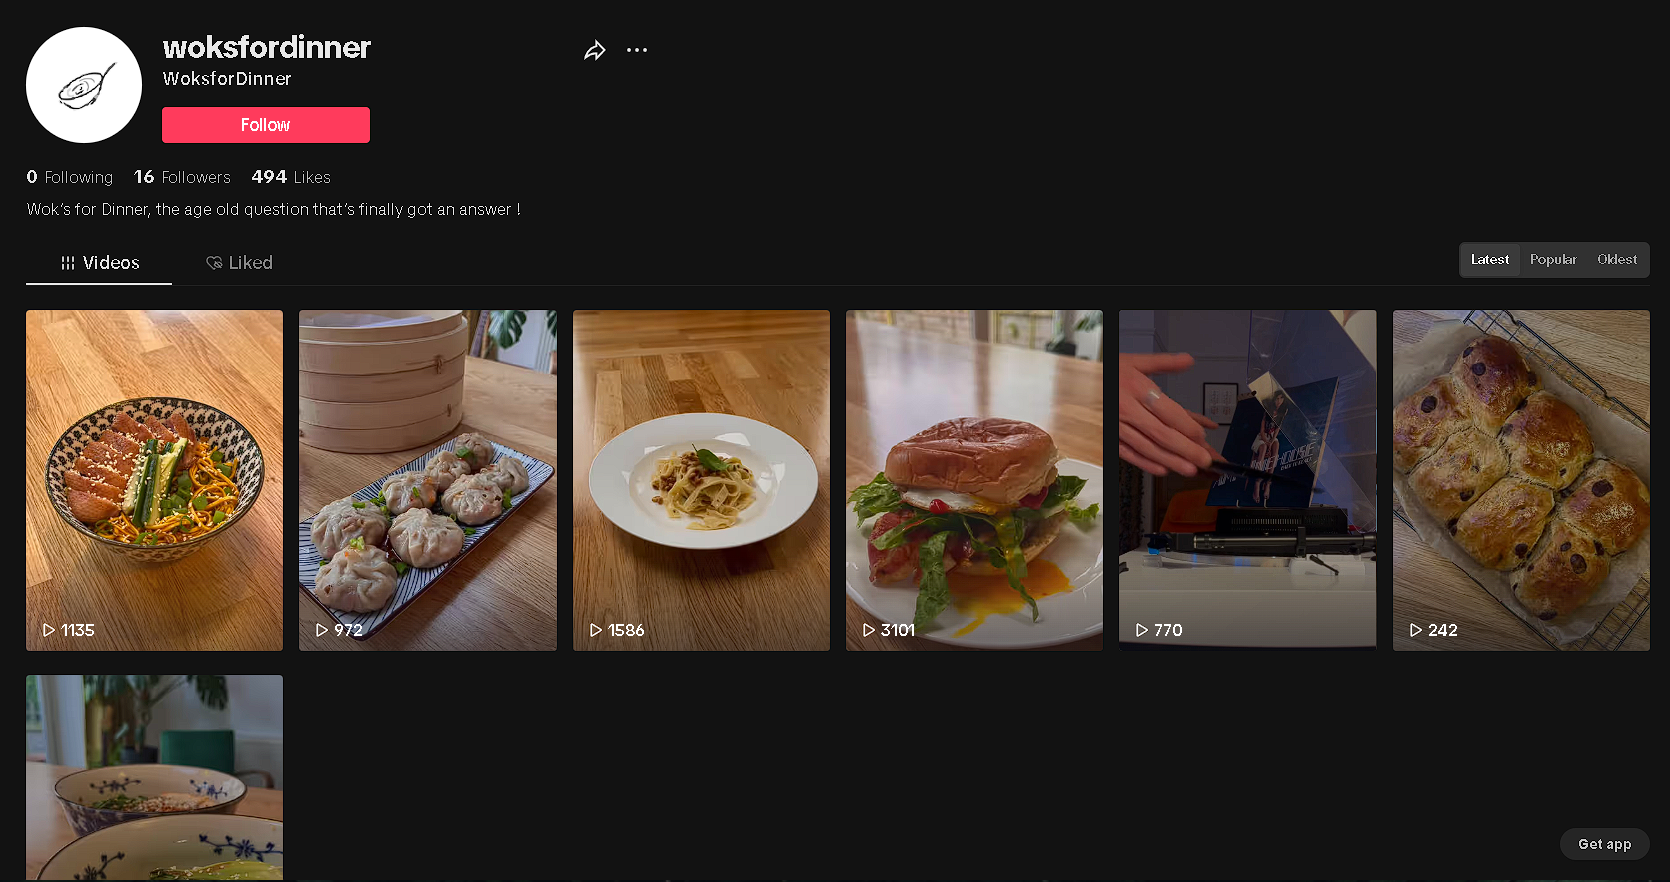 woksfordinner
WoksforDinner
Follow
0 Following 16 Followers 494 Likes
Wok's for Dinner, the age old question that's finally got an answer !
Videos Liked
Latest Popular Oldest
1135 972 1586 3101 770 242
Get app